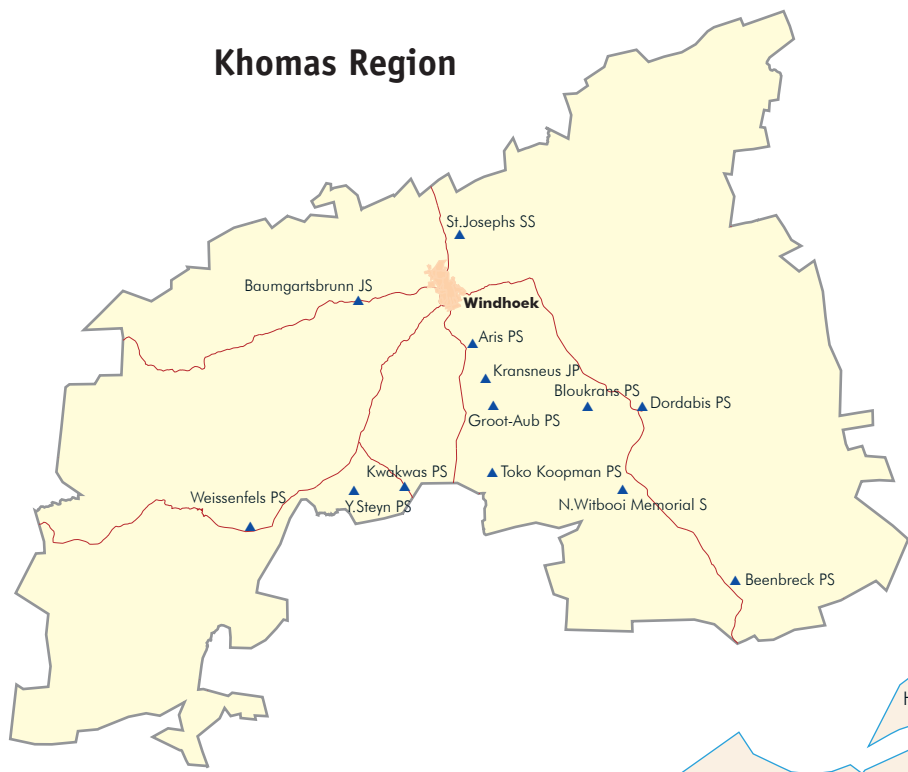 Khomas Region
St.Josephs SS
Baumgartsbrunn JS
Windhoek
Aris PS
Kransneus JP
Bloukrans PS
Dordabis PS
Groot-Aub PS
Kwakwas PS
Toko Koopman PS
Weissenfels PS
Y.Steyn PS
N.Witbooi Memorial S
Beenbreck PS
H